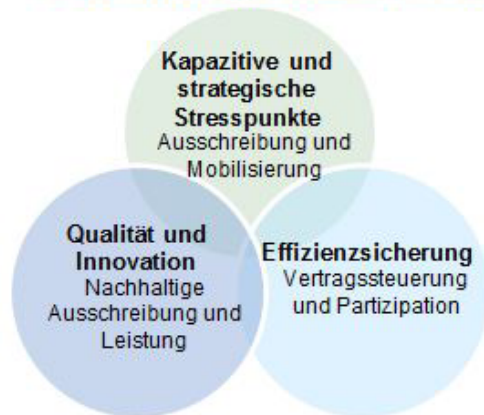 Kapazitive und
strategische
Stresspunkte
Ausschreibung und
Mobilisierung
Qualität und
Innovation
Nachhaltige
Ausschreibung und
Leistung
Effizienzsicherung
Vertragssteuerung
und Partizipation